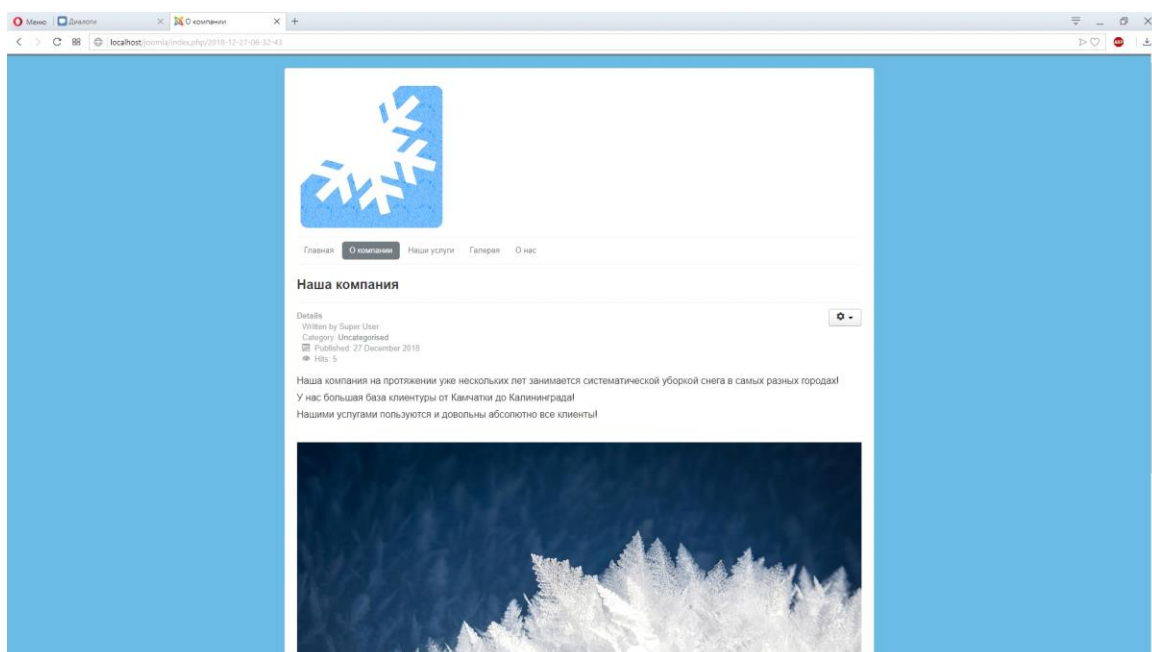 Меню Диалоги О компании
localhost/joomla/index.php/2018-12-27-06-32-43
Главная О компании Наши услуги Галерея О нас
Наша компания
Details
Written by Super User
Category: Uncategorised
Published: 27 December 2018
Hits: 5
Наша компания на протяжении уже нескольких лет занимается систематической уборкой снега в самых разных городах!
У нас большая база клиентуры от Камчатки до Калининграда!
Нашими услугами пользуются и довольны абсолютно все клиенты!